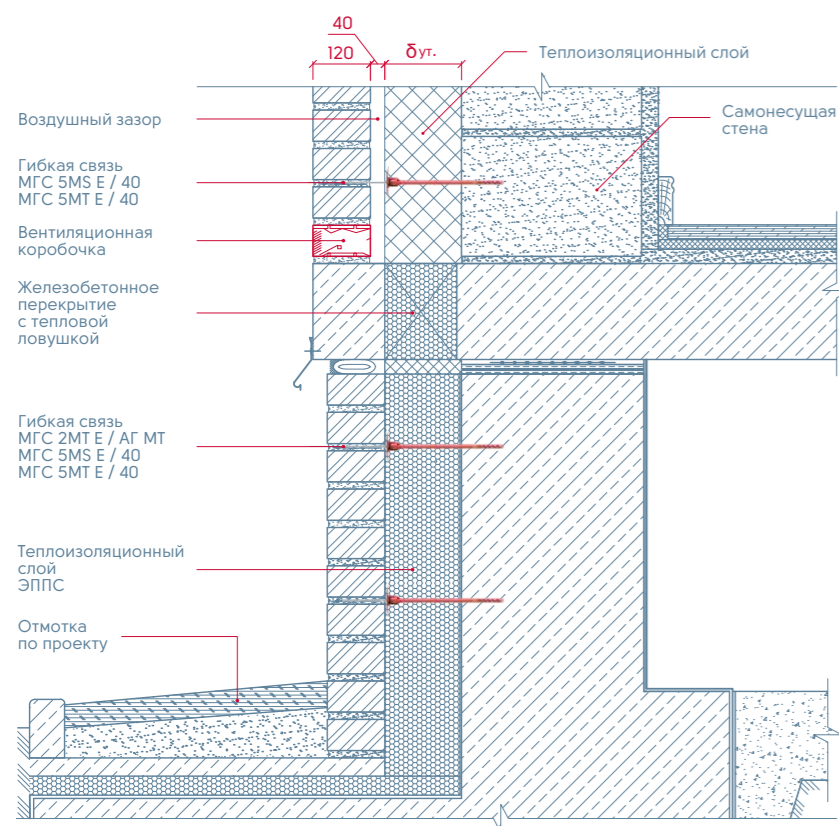 40
120
δут.
Теплоизоляционный слой
Самонесущая
стена
Воздушный зазор
Гибкая связь
МГС 5MS E / 40
МГС 5MT E / 40
Вентиляционная
коробочка
Железобетонное
перекрытие
с тепловой
ловушкой
Гибкая связь
МГС 2МТ Е / АГ МТ
МГС 5MS E / 40
МГС 5MT E / 40
Теплоизоляционный
слой
ЭППС
Отмотка
по проекту